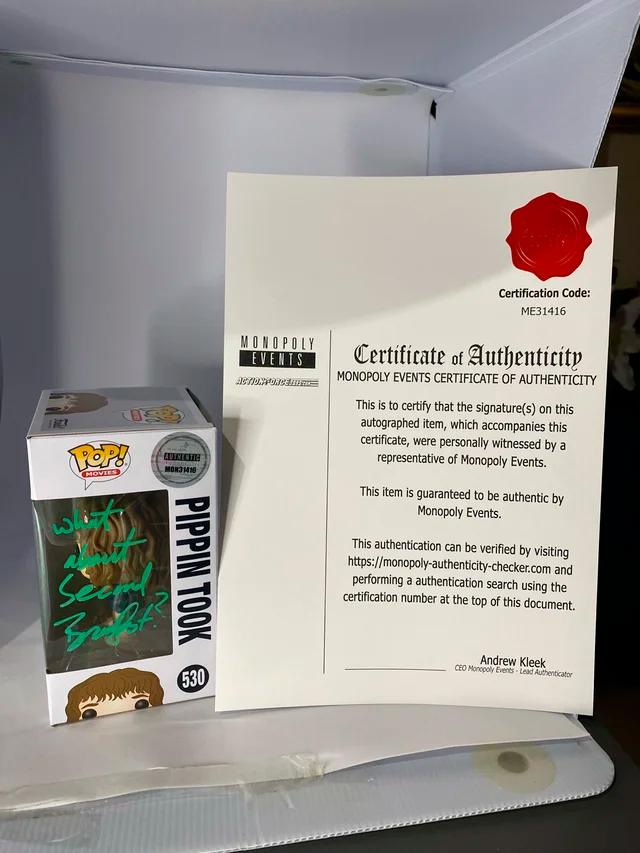 Certification Code:
ME31416
MONOPOLY
EVENTS
Certificate of Authenticity
MONOPOLY EVENTS CERTIFICATE OF AUTHENTICITY
This is to certify that the signature(s) on this
autographed item, which accompanies this
certificate, were personally witnessed by a
representative of Monopoly Events.
This item is guaranteed to be authentic by
Monopoly Events.
This authentication can be verified by visiting
https://monopoly-authenticity-checker.com and
performing a authentication search using the
certification number at the top of this document.
Andrew Kleek
CEO Monopoly Events - Lead Authenticator
POP!
POP!
MOVIES
AUTHENTIC
MON31416
PIPPIN TOOK
530
what
about
Second